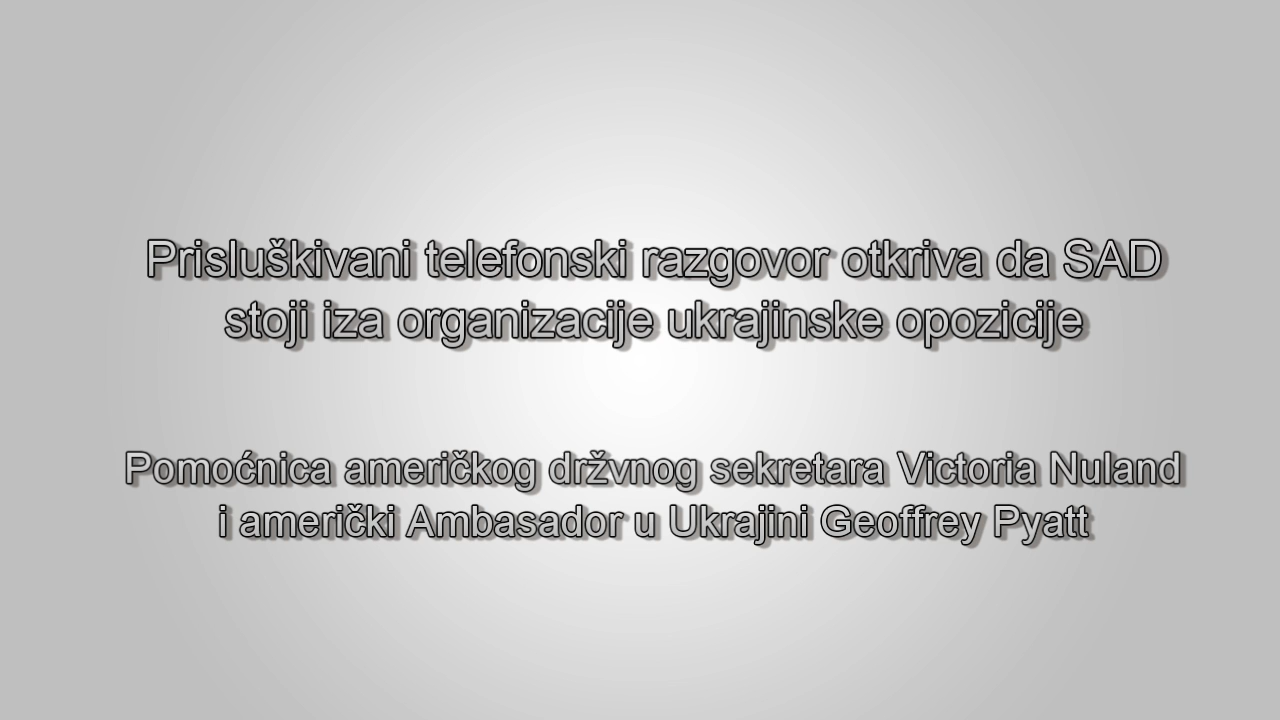 Prisluškivani telefonski razgovor otkriva da SAD
stoji iza organizacije ukrajinske opozicije
Pomoćnica američkog držvnog sekretara Victoria Nuland
i američki Ambasador u Ukrajini Geoffrey Pyatt